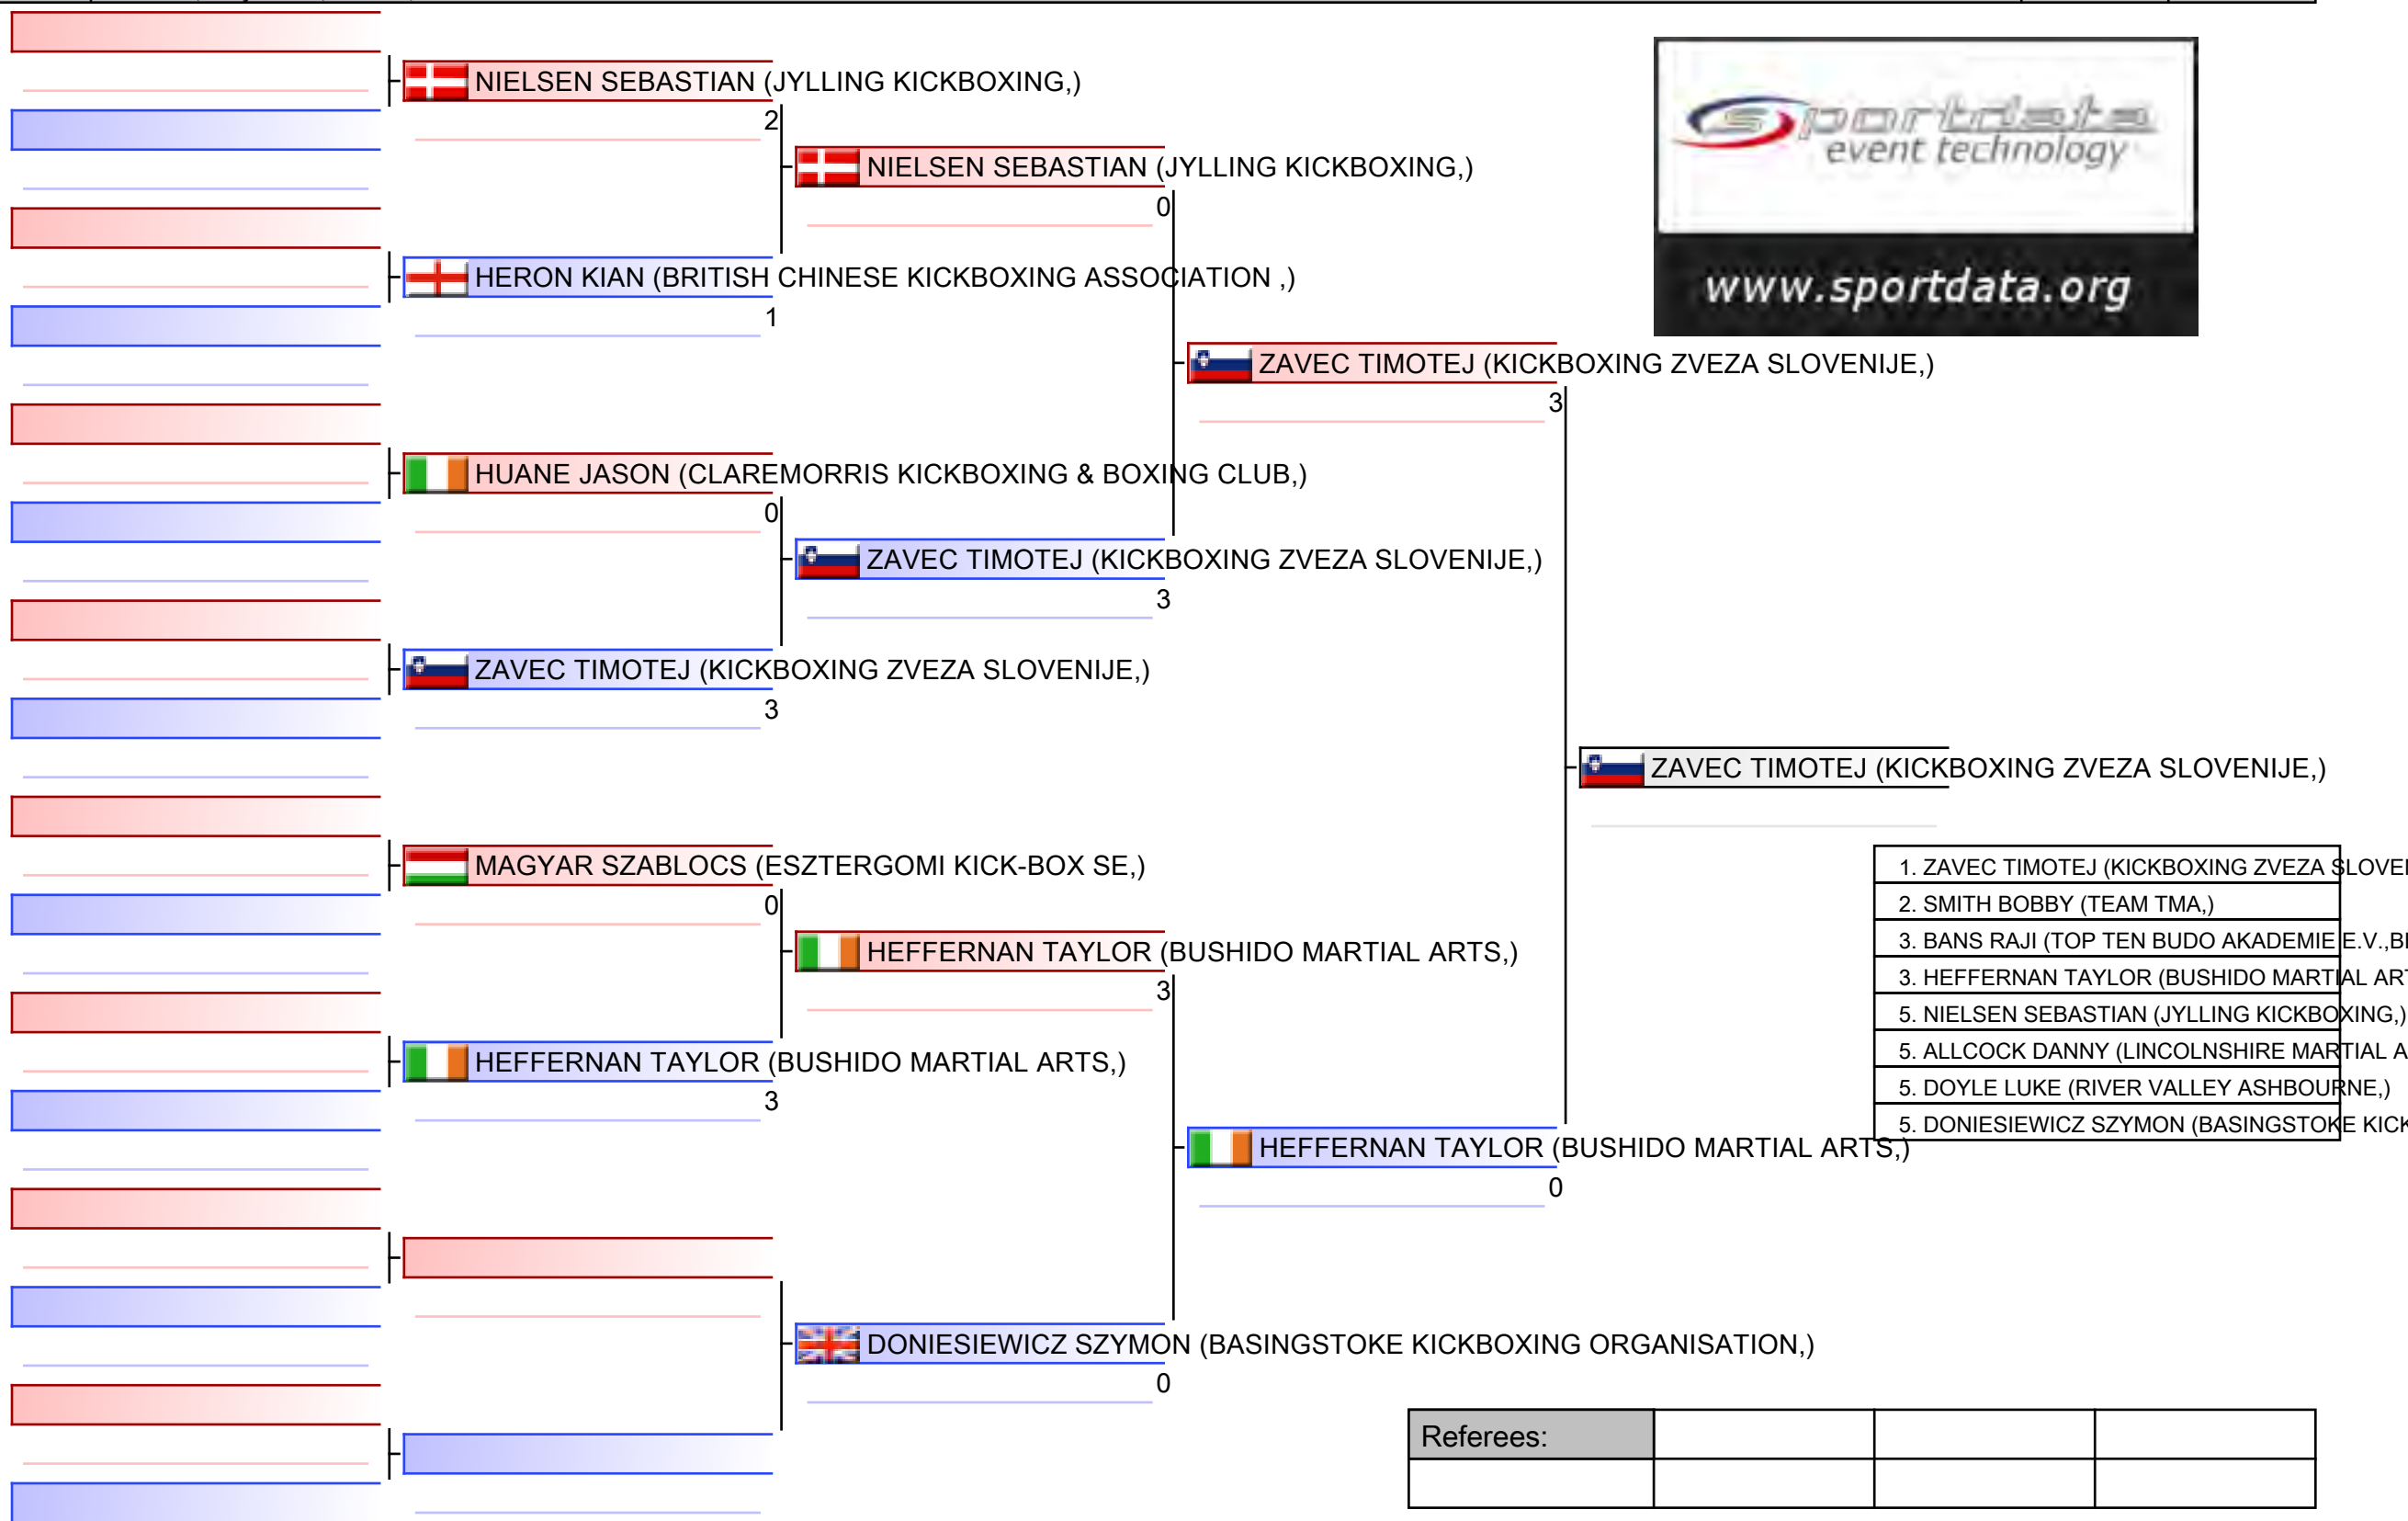 NIELSEN SEBASTIAN (JYLLING KICKBOXING,)
2
NIELSEN SEBASTIAN (JYLLING KICKBOXING,)
0
HERON KIAN (BRITISH CHINESE KICKBOXING ASSOCIATION ,)
1
sportdata
event technology
www.sportdata.org
ZAVEC TIMOTEJ (KICKBOXING ZVEZA SLOVENIJE,)
3
HUANE JASON (CLAREMORRIS KICKBOXING & BOXING CLUB,)
0
ZAVEC TIMOTEJ (KICKBOXING ZVEZA SLOVENIJE,)
3
ZAVEC TIMOTEJ (KICKBOXING ZVEZA SLOVENIJE,)
3
ZAVEC TIMOTEJ (KICKBOXING ZVEZA SLOVENIJE,)
MAGYAR SZABLOCS (ESZTERGOMI KICK-BOX SE,)
0
HEFFERNAN TAYLOR (BUSHIDO MARTIAL ARTS,)
3
HEFFERNAN TAYLOR (BUSHIDO MARTIAL ARTS,)
3
1. ZAVEC TIMOTEJ (KICKBOXING ZVEZA SLOVE
2. SMITH BOBBY (TEAM TMA,)
3. BANS RAJI (TOP TEN BUDO AKADEMIE E.V.,
3. HEFFERNAN TAYLOR (BUSHIDO MARTIAL AR
5. NIELSEN SEBASTIAN (JYLLING KICKBOXING,)
5. ALLCOCK DANNY (LINCOLNSHIRE MARTIAL A
5. DOYLE LUKE (RIVER VALLEY ASHBOURNE,)
5. DONIESIEWICZ SZYMON (BASINGSTOKE KICK
HEFFERNAN TAYLOR (BUSHIDO MARTIAL ARTS,)
0
DONIESIEWICZ SZYMON (BASINGSTOKE KICKBOXING ORGANISATION,)
0
Referees: